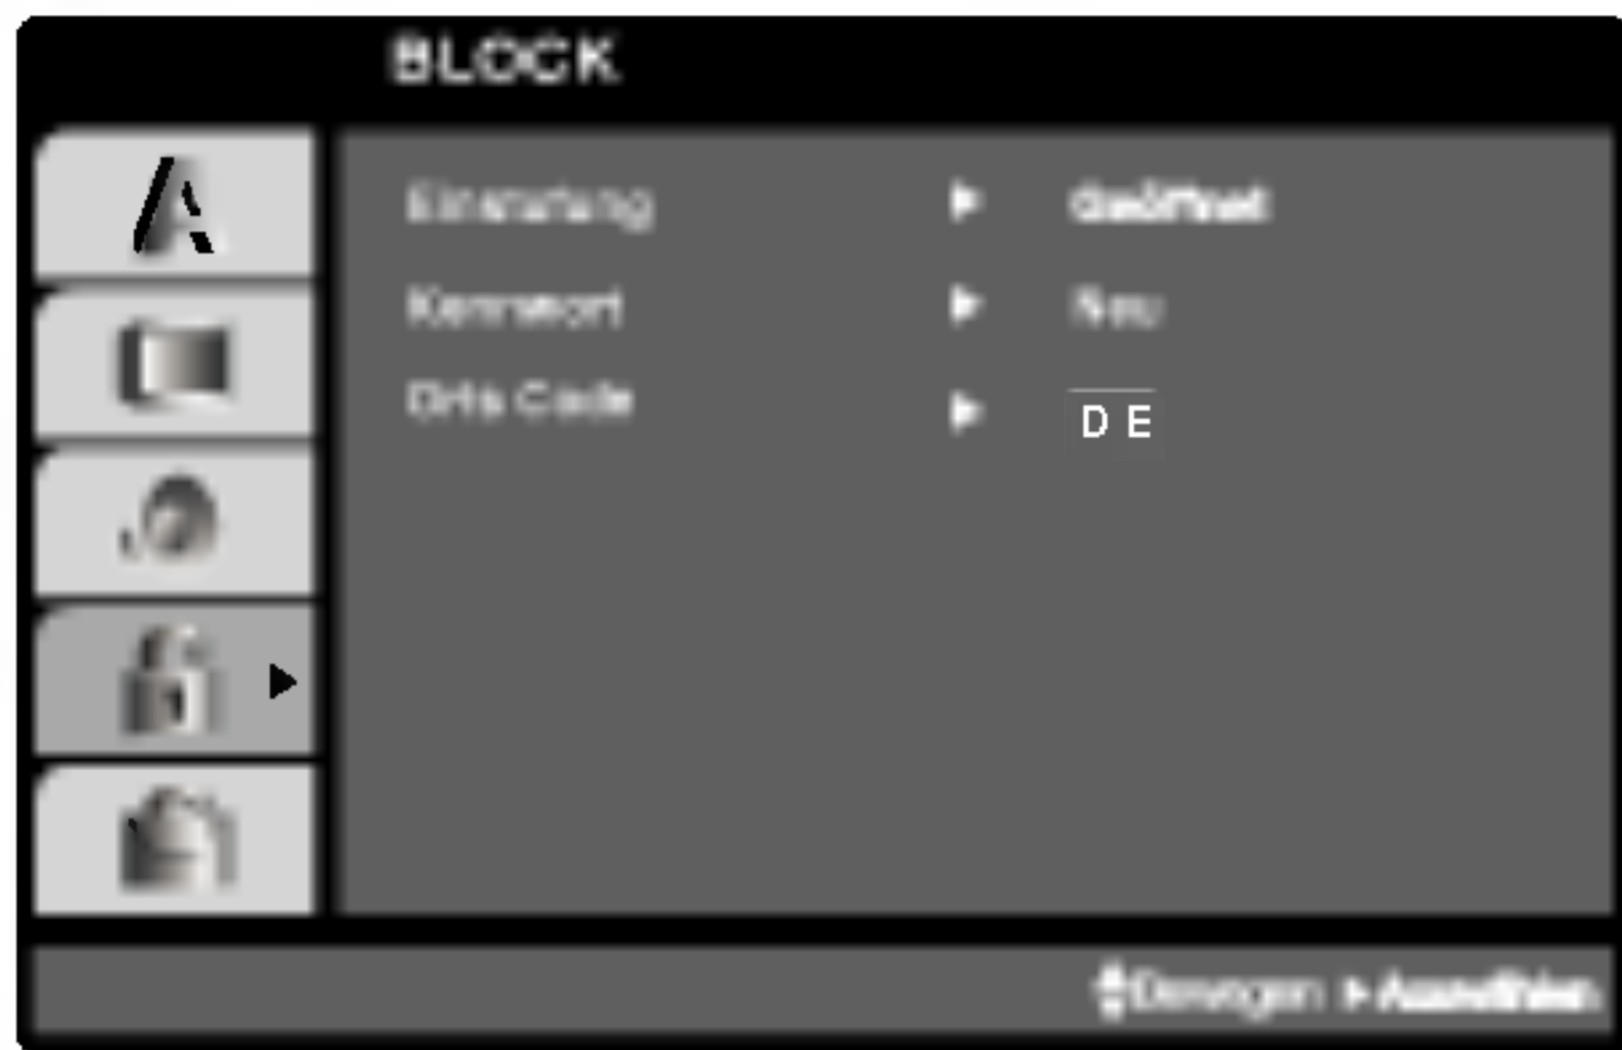 BLOCK
Einstufung
Geöffnet
Kennwort
Neu
Orts Code
D E
Bewegen Auswählen